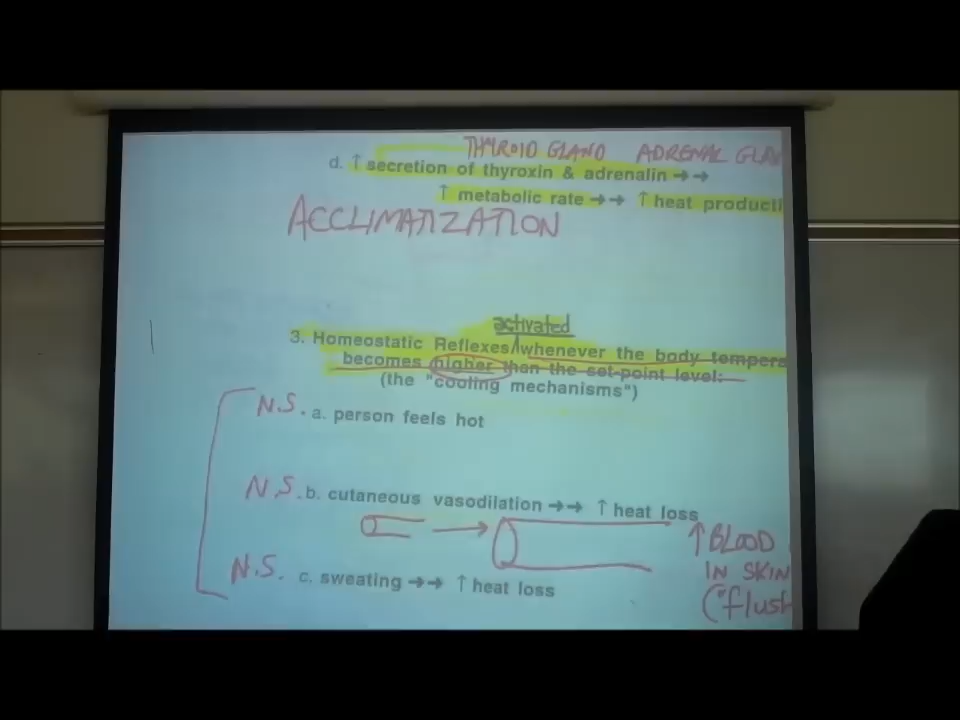 THYROID GLAND ADRENAL GLAN
d. ↑ secretion of thyroxin & adrenalin →→
↑ metabolic rate →→ ↑ heat producti
ACCLIMATIZATION
activated
3. Homeostatic Reflexes whenever the body tempera
becomes higher than the set-point level:
(the "cooling mechanisms")
N.S. a. person feels hot
N.S. b. cutaneous vasodilation →→ ↑ heat loss
↑ BLOOD
IN SKIN
N.S. c. sweating →→ ↑ heat loss
("flush